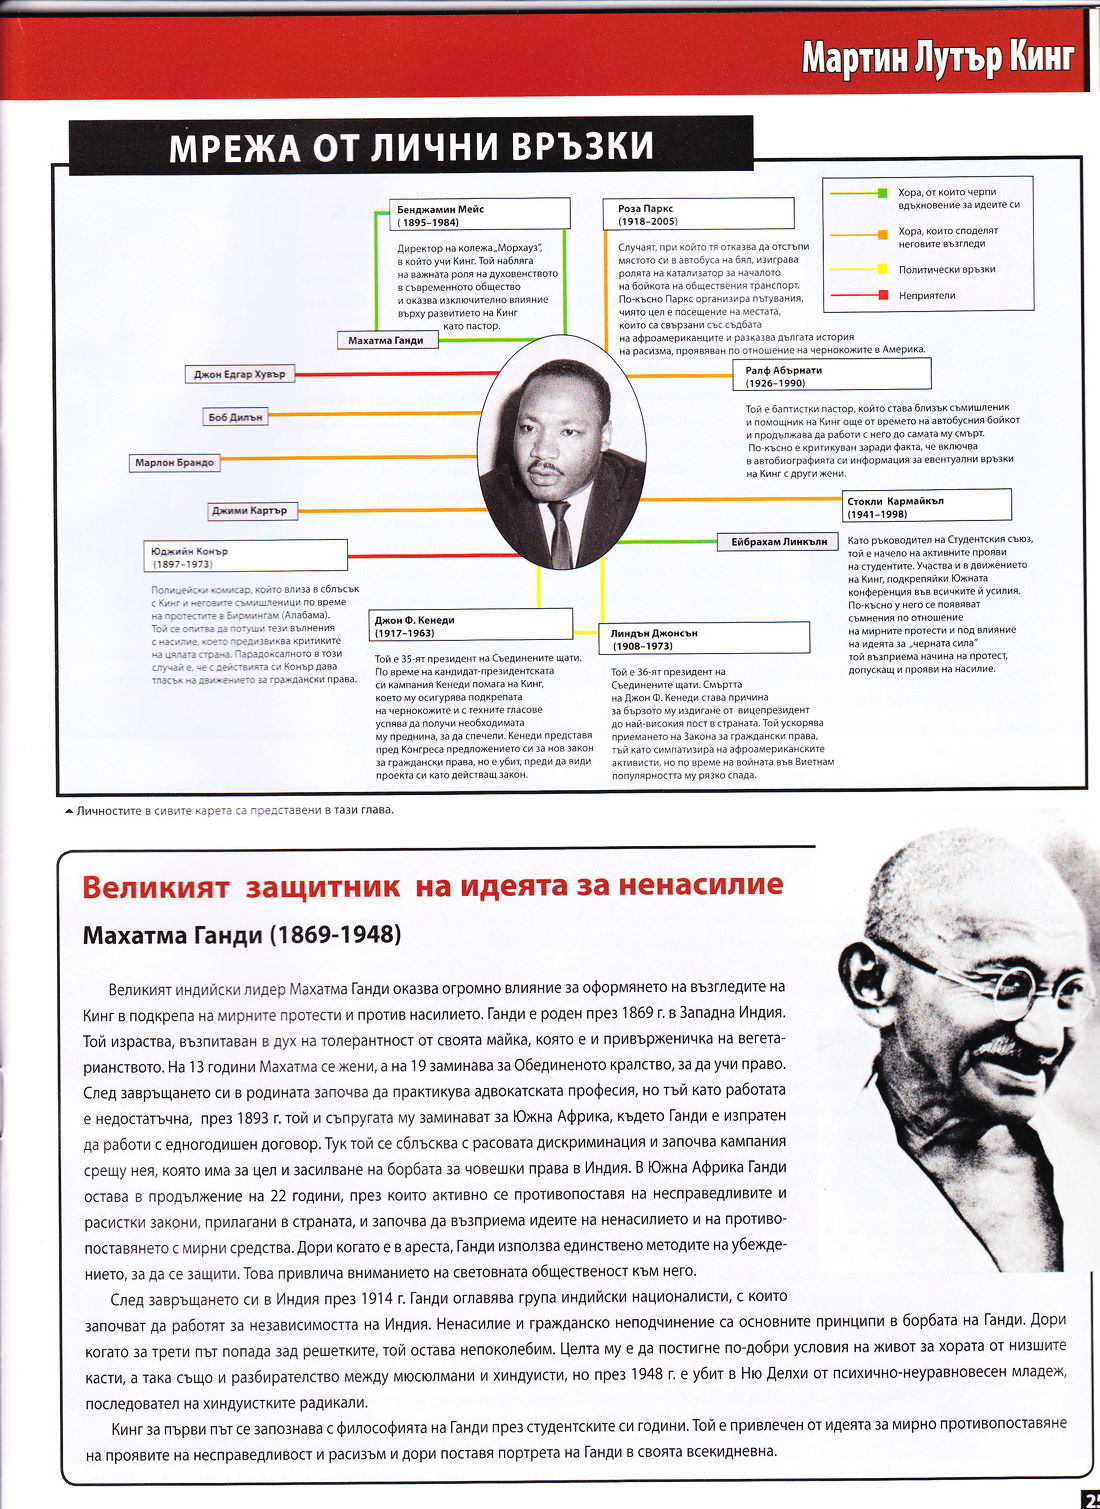 Мартин Лутър Кинг
МРЕЖА ОТ ЛИЧНИ ВРЪЗКИ
Бенджамин Мейс
( 1895–1984)
Директор на колежа „Морхауз“,
в който учи Кинг. Той набляга
на важната роля на духовенството
в съвременното общество
и оказва изключително влияние
върху развитието на Кинг
като пастор.
Роза Паркс
(1918–2005)
Случаят, при който тя отказва да отстъпи
мястото си в автобуса на бял, изиграва
ролята на катализатор за началото
на бойкота на обществения транспорт.
По-късно Паркс организира пътувания,
чиято цел е посещение на местата,
които са свързани със съдбата
на афроамериканците и разказва дългата история
на расизма, проявяван по отношение на чернокожите в Америка.
Хора, от които черпи
вдъхновение за идеите си
Хора, които споделят
неговите възгледи
Политически връзки
Неприятели
Махатма Ганди
Джон Едгар Хувър
Боб Дилън
Марлон Брандо
Джими Картър
Юджийн Конър
(1897–1973)
Полицейски комисар, който влиза в сблъсък
с Кинг и неговите съмишленици по време
на протестите в Бирмингам (Алабама).
Той се опитва да потуши тези вълнения
с насилие, което предизвиква критиките
на цялата страна. Парадоксалното в този
случай е, че с действията си Конър дава
тласък на движението за граждански права.
Ралф Абърнати
(1926–1990)
Той е баптистки пастор, който става близък съмишленик
и помощник на Кинг още от времето на автобусния бойкот
и продължава да работи с него до самата му смърт.
По-късно е критикуван заради факта, че включва
в автобиографията си информация за евентуални връзки
на Кинг с други жени.
Стокли Кармайкъл
(1941–1998)
Като ръководител на Студентския съюз,
той е начело на активните прояви
на студентите. Участва и в движението
на Кинг, подкрепяйки Южната
конференция във всичките ѝ усилия.
По-късно у него се появяват
съмнения по отношение
на мирните протести и под влияние
на идеята за „черната сила“
той възприема начина на протест,
допускащ и прояви на насилие.
Ейбрахам Линкълн
Джон Ф. Кенеди
(1917–1963)
Той е 35-ят президент на Съединените щати.
По време на кандидат-президентската
си кампания Кенеди помага на Кинг,
което му осигурява подкрепата
на чернокожите и с техните гласове
успява да получи необходимата
му преднина, за да спечели. Кенеди представя
пред Конгреса предложението си за нов закон
за граждански права, но е убит, преди да види
проекта си като действащ закон.
Линдън Джонсън
(1908–1973)
Той е 36-ят президент на
Съединените щати. Смъртта
на Джон Ф. Кенеди става причина
за бързото му издигане от вицепрезидент
до най-високия пост в страната. Той ускорява
приемането на Закона за граждански права,
тъй като симпатизира на афроамериканските
активисти, но по време на войната във Виетнам
популярността му рязко спада.
Личностите в сивите карета са представени в тази глава.
Великият защитник на идеята за ненасилие
Махатма Ганди (1869-1948)
Великият индийски лидер Махатма Ганди оказва огромно влияние за оформянето на възгледите на
Кинг в подкрепа на мирните протести и против насилието. Ганди е роден през 1869 г. в Западна Индия.
Той израства, възпитаван в дух на толерантност от своята майка, която е и привърженичка на вегета-
рианството. На 13 години Махатма се жени, а на 19 заминава за Обединеното кралство, за да учи право.
След завръщането си в родината започва да практикува адвокатската професия, но тъй като работата
е недостатъчна, през 1893 г. той и съпругата му заминават за Южна Африка, където Ганди е изпратен
да работи с едногодишен договор. Тук той се сблъсква с расовата дискриминация и започва кампания
срещу нея, която има за цел и засилване на борбата за човешки права в Индия. В Южна Африка Ганди
остава в продължение на 22 години, през които активно се противопоставя на несправедливите и
расистки закони, прилагани в страната, и започва да възприема идеите на ненасилието и на противо-
поставянето с мирни средства. Дори когато е в ареста, Ганди използва единствено методите на убежде-
нието, за да се защити. Това привлича вниманието на световната общественост към него.
След завръщането си в Индия през 1914 г. Ганди оглавява група индийски националисти, с които
започват да работят за независимостта на Индия. Ненасилие и гражданско неподчинение са основните принципи в борбата на Ганди. Дори
когато за трети път попада зад решетките, той остава непоколебим. Целта му е да постигне по-добри условия на живот за хората от низшите
касти, а така също и разбирателство между мюсюлмани и хиндуисти, но през 1948 г. е убит в Ню Делхи от психично-неуравновесен младеж,
последовател на хиндуистките радикали.
Кинг за първи път се запознава с философията на Ганди през студентските си години. Той е привлечен от идеята за мирно противопоставяне
на проявите на несправедливост и расизъм и дори поставя портрета на Ганди в своята всекидневна.